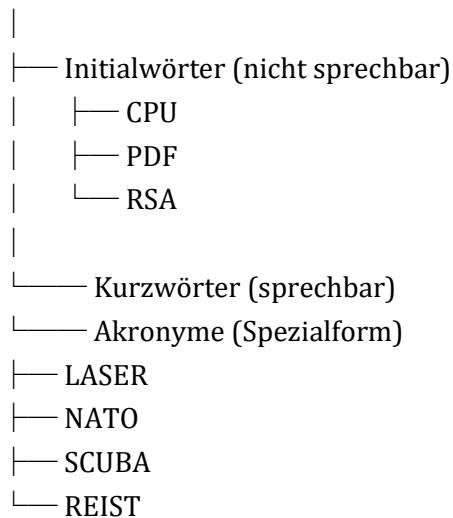 │
├── Initialwörter (nicht sprechbar)
│ ├── CPU
│ ├── PDF
│ └── RSA
│
└─── Kurzwörter (sprechbar)
└─── Akronyme (Spezialform)
├── LASER
├── NATO
├── SCUBA
└── REIST